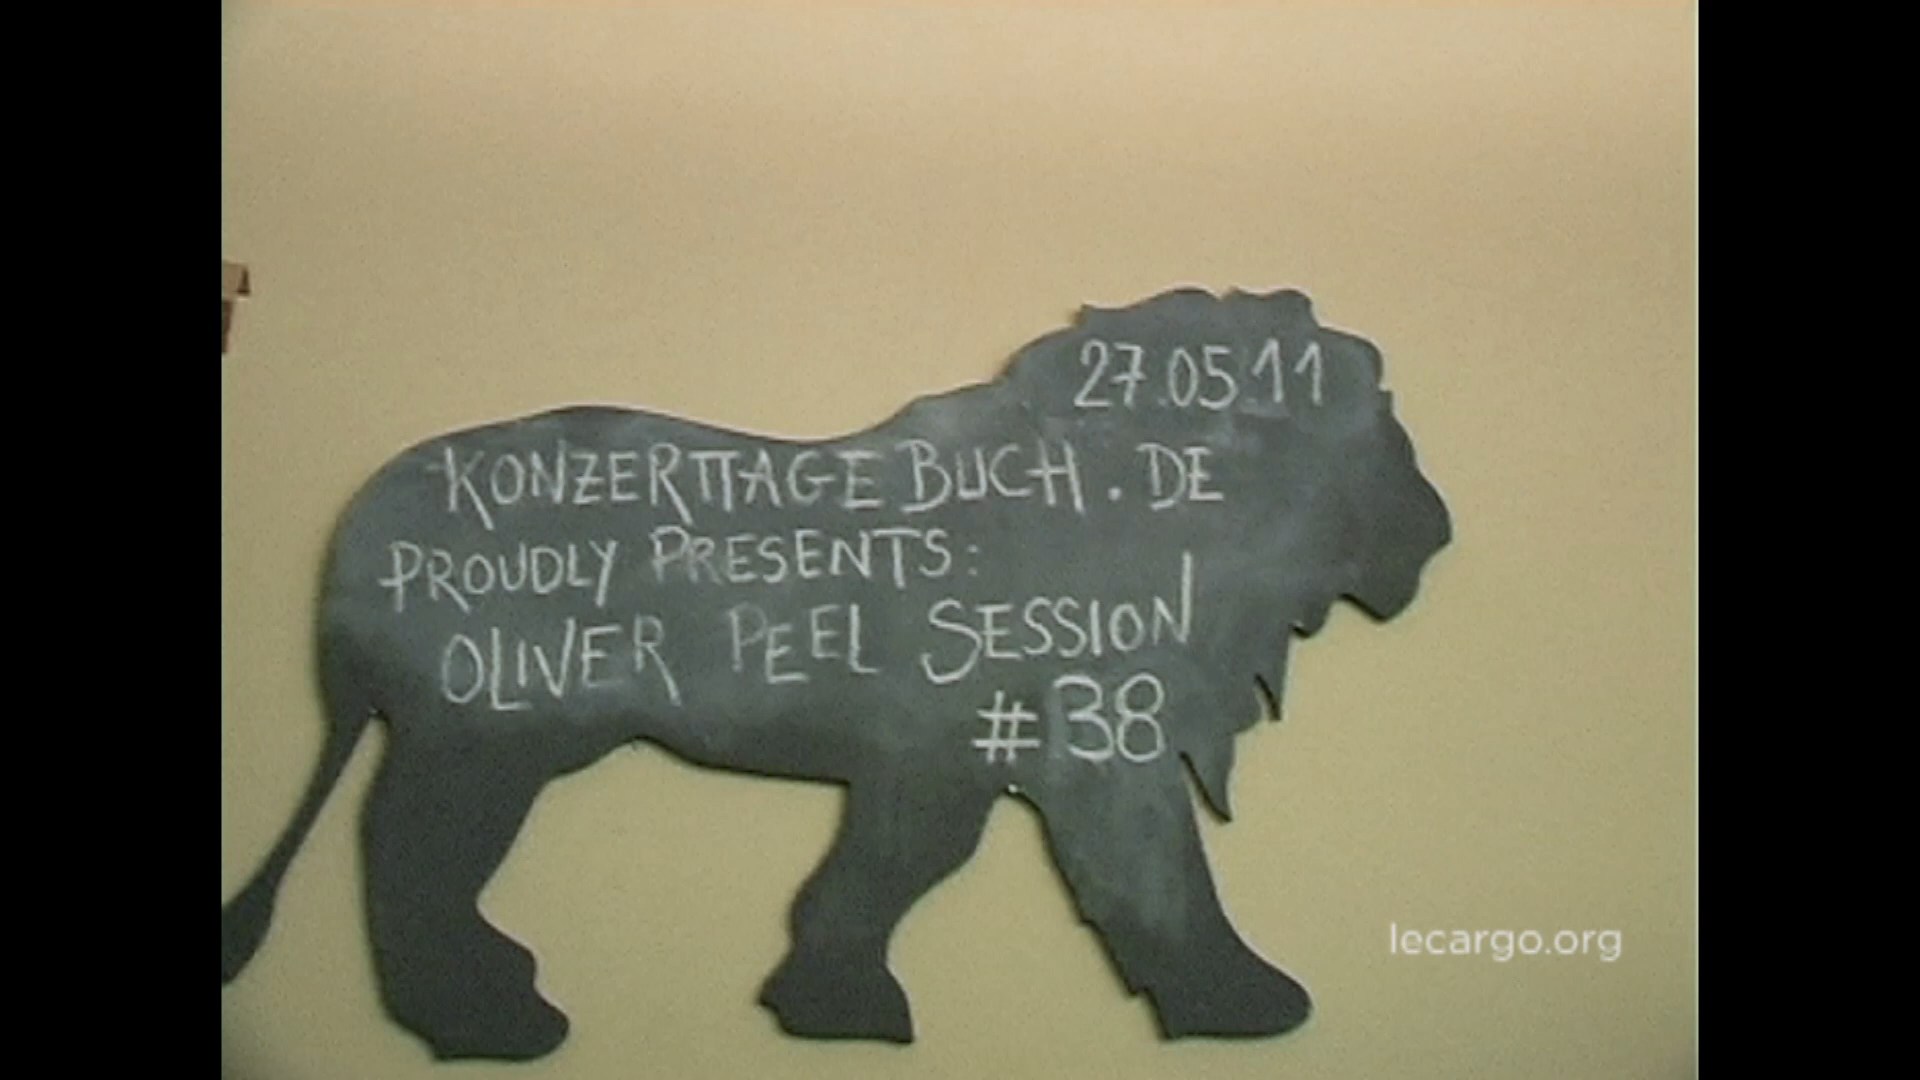 27.05.11
KONZERTTAGEBUCH.DE
PROUDLY PRESENTS:
OLIVER PEEL SESSION
#38
lecargo.org